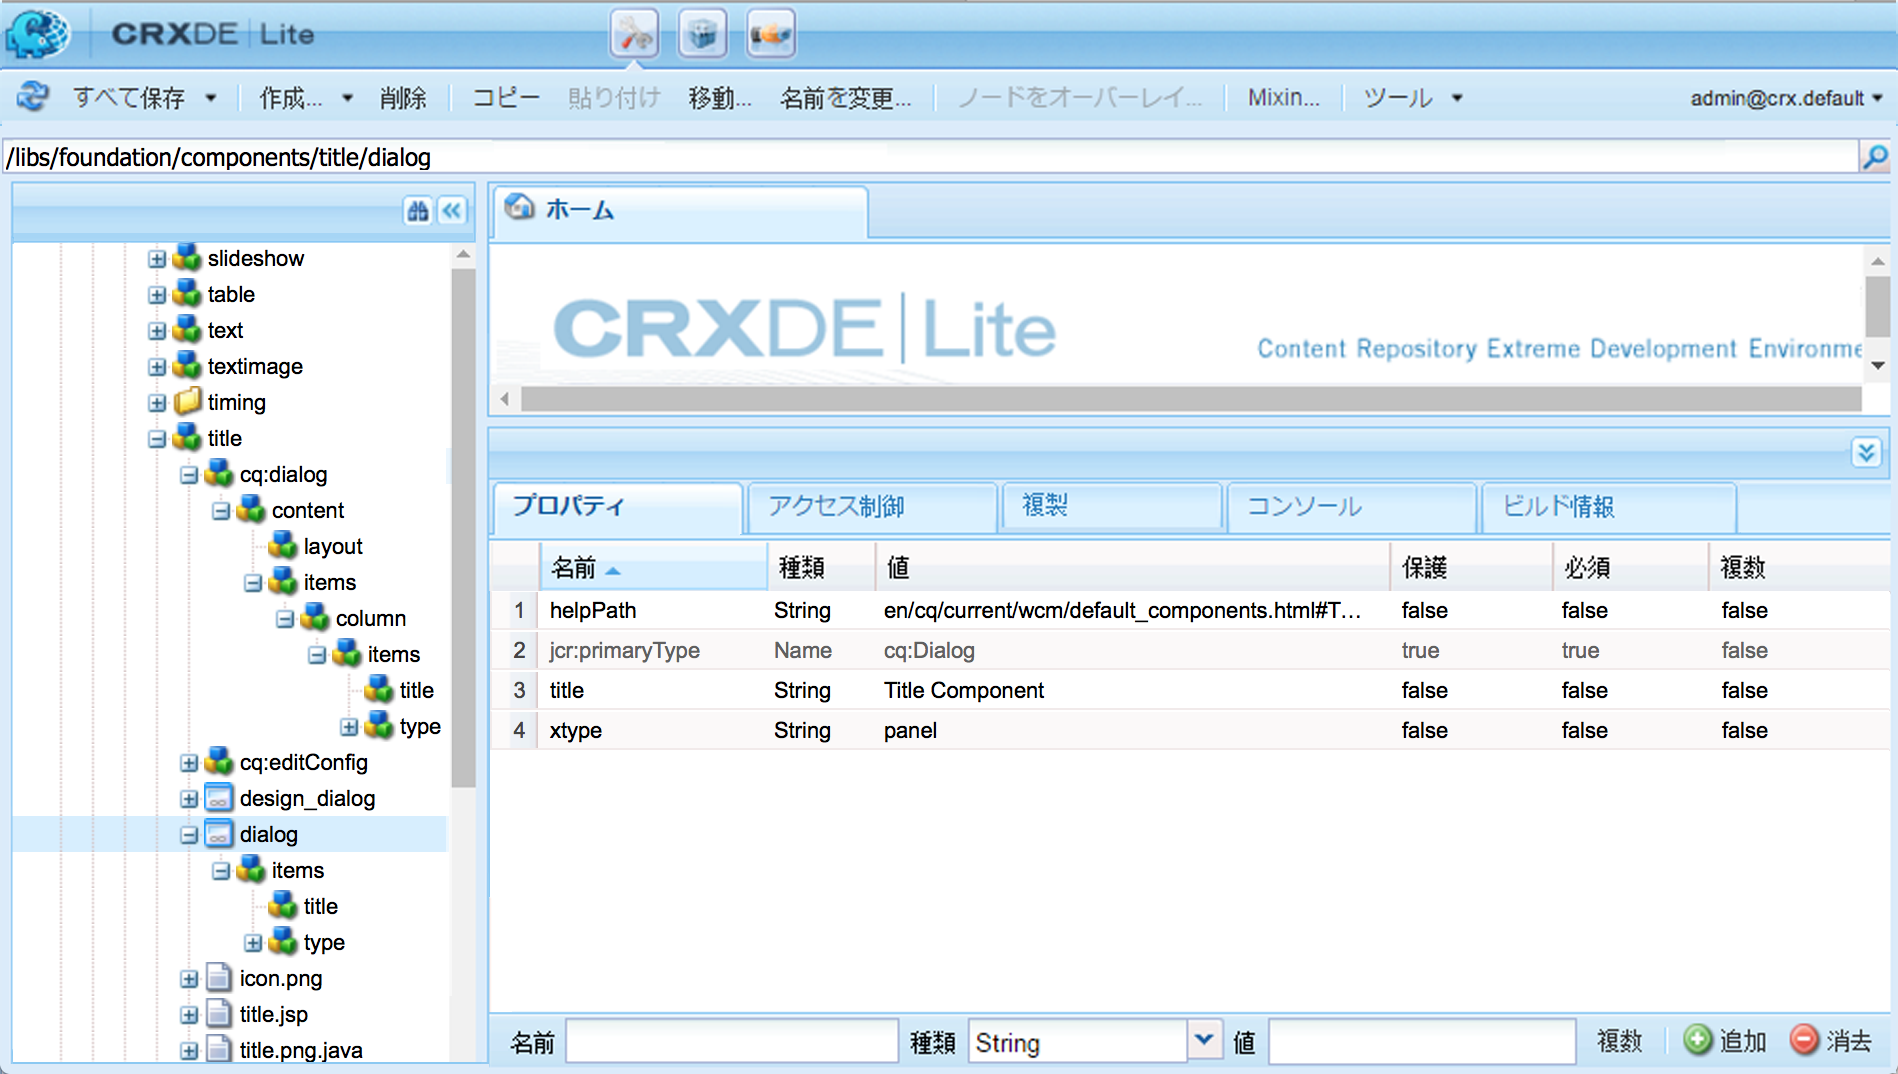 CRXDE Lite
すべて保存 作成... 削除 コピー 貼り付け 移動... 名前を変更... ノードをオーバーレイ... Mixin... ツール admin@crx.default
/libs/foundation/components/title/dialog
slideshow
table
text
textimage
timing
title
cq:dialog
content
layout
items
column
items
title
type
cq:editConfig
design_dialog
dialog
items
title
type
icon.png
title.jsp
title.png.java
ホーム
CRXDE Lite
Content Repository Extreme Development Environme
プロパティ アクセス制御 複製 コンソール ビルド情報
名前 種類 値 保護 必須 複数
1 helpPath String en/cq/current/wcm/default_components.html#T... false false false
2 jcr:primaryType Name cq:Dialog true true false
3 title String Title Component false false false
4 xtype String panel false false false
名前 種類 String 値 複数 追加 消去